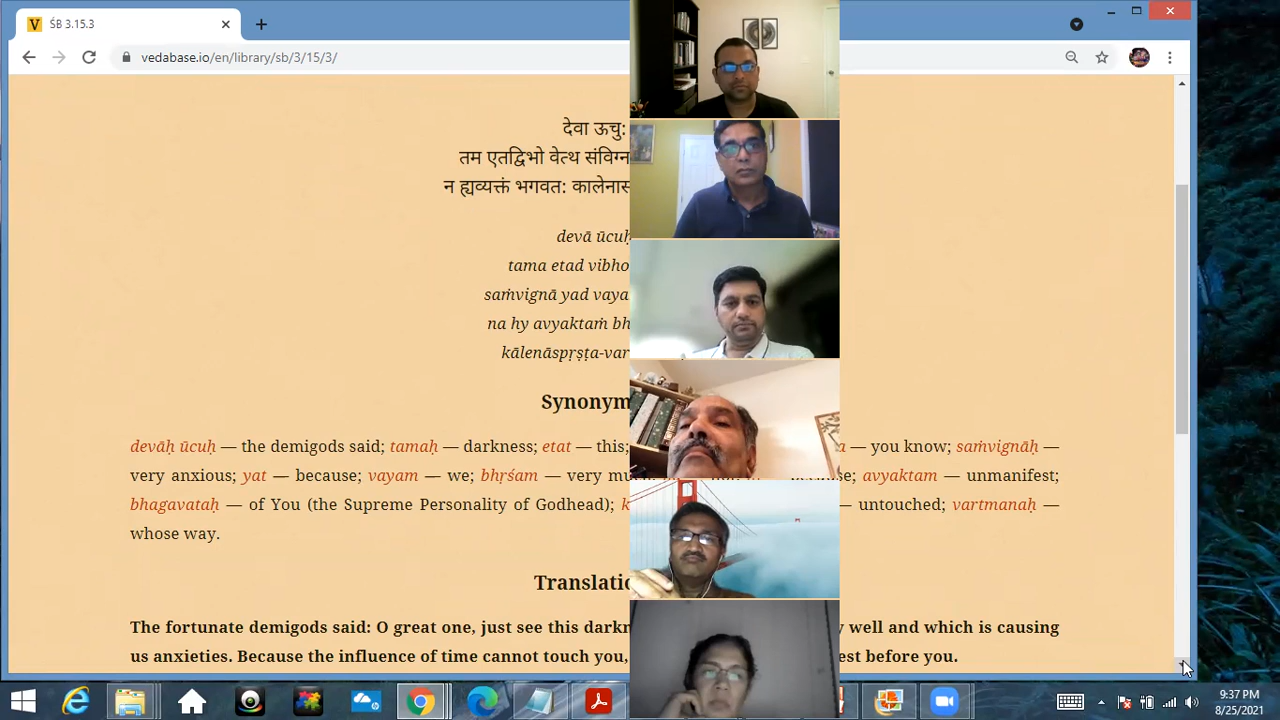 ŚB 3.15.3
vedabase.io/en/library/sb/3/15/3/
देवा ऊचु:
तम एतद्विभो वेत्थ संविग्न
न ह्यव्यक्तं भगवत: कालेनास
devā ūcuḥ
tama etad vibho
saṁvignā yad vaya
na hy avyaktaṁ bh
kālenāspṛṣṭa-var
Synonym
devāḥ ūcuḥ — the demigods said; tamaḥ — darkness; etat — this; — you know; saṁvignāḥ —
very anxious; yat — because; vayam — we; bhṛśam — very mu avyaktam — unmanifest;
bhagavataḥ — of You (the Supreme Personality of Godhead); k — untouched; vartmanaḥ —
whose way.
Translatio
The fortunate demigods said: O great one, just see this darkn y well and which is causing
us anxieties. Because the influence of time cannot touch you, est before you.
9:37 PM
8/25/2021